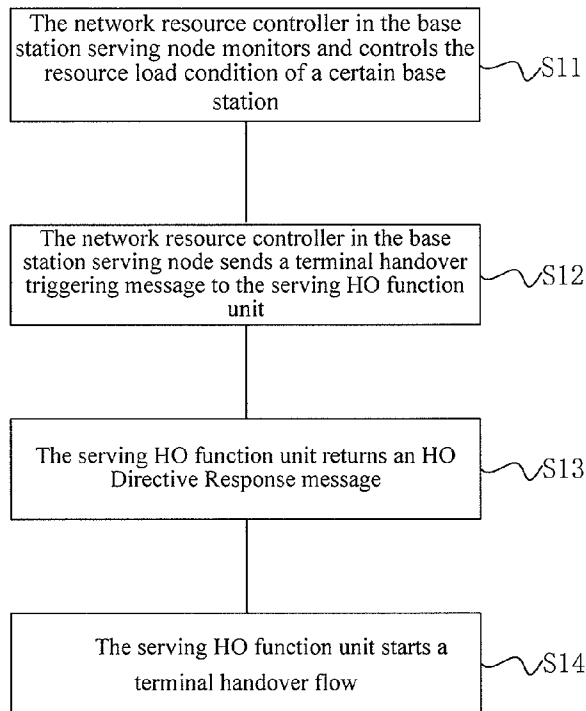 The network resource controller in the base
station serving node monitors and controls the
resource load condition of a certain base
station
S11
The network resource controller in the base
station serving node sends a terminal handover
triggering message to the serving HO function
unit
S12
The serving HO function unit returns an HO
Directive Response message
S13
The serving HO function unit starts a
terminal handover flow
S14